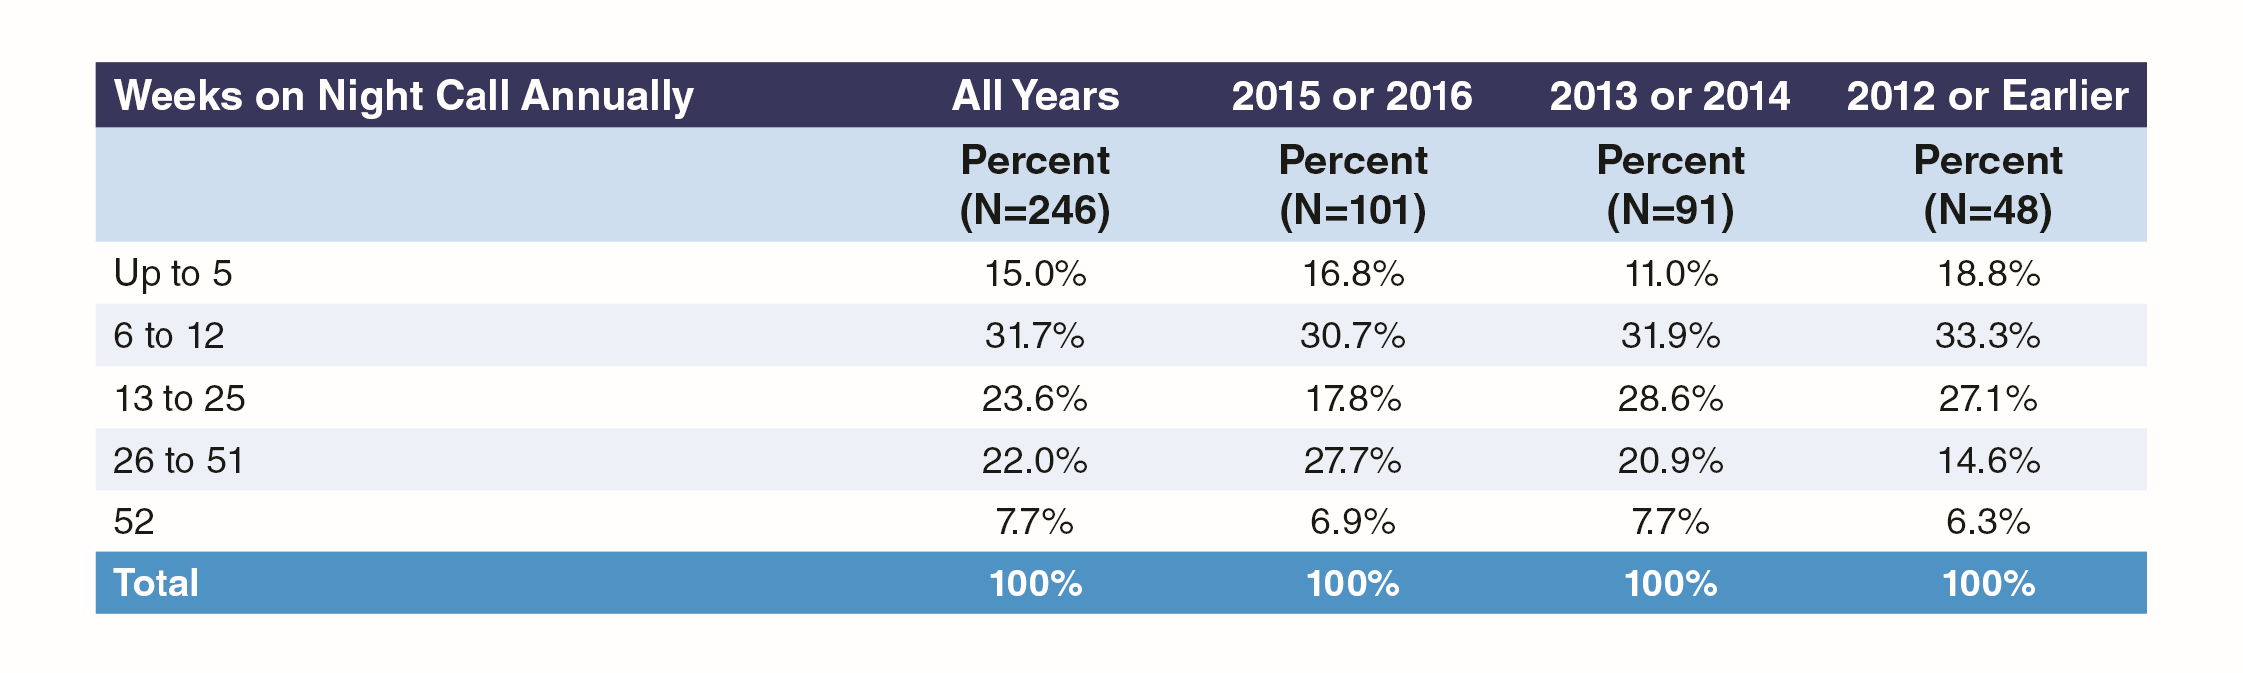 Weeks on Night Call Annually All Years 2015 or 2016 2013 or 2014 2012 or Earlier
Percent Percent Percent Percent
(N=246) (N=101) (N=91) (N=48)
Up to 5 15.0% 16.8% 11.0% 18.8%
6 to 12 31.7% 30.7% 31.9% 33.3%
13 to 25 23.6% 17.8% 28.6% 27.1%
26 to 51 22.0% 27.7% 20.9% 14.6%
52 7.7% 6.9% 7.7% 6.3%
Total 100% 100% 100% 100%